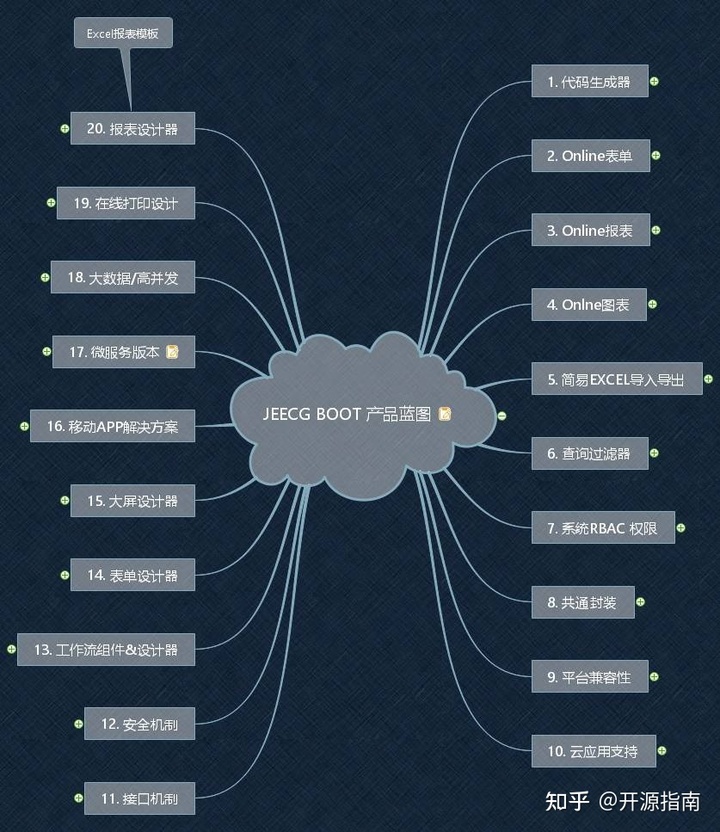 JEECG BOOT 产品蓝图
1. 代码生成器
2. Online表单
3. Online报表
4. Onlne图表
5. 简易EXCEL导入导出
6. 查询过滤器
7. 系统RBAC 权限
8. 共通封装
9. 平台兼容性
10. 云应用支持
11. 接口机制
12. 安全机制
13. 工作流组件&设计器
14. 表单设计器
15. 大屏设计器
16. 移动APP解决方案
17. 微服务版本
18. 大数据/高并发
19. 在线打印设计
20. 报表设计器
Excel报表模板
知乎 @开源指南